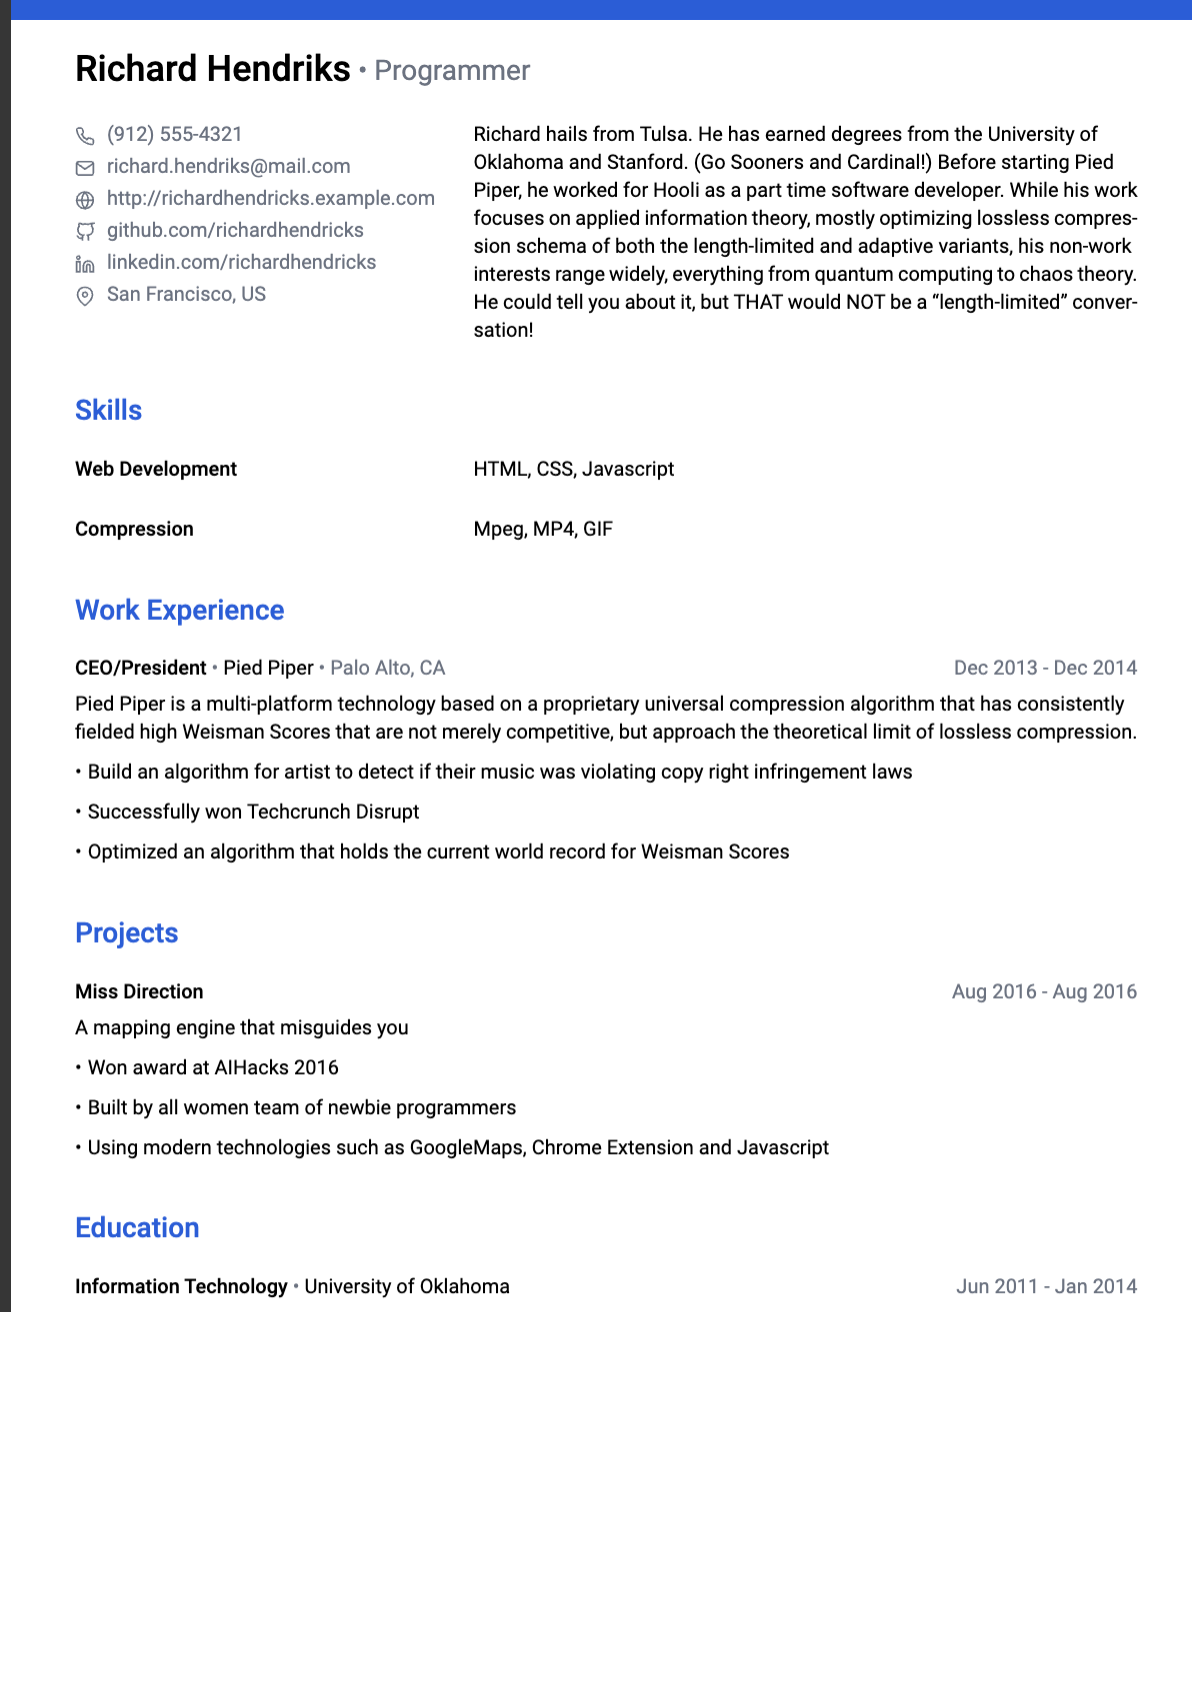 Richard Hendriks • Programmer
(912) 555-4321
richard.hendriks@mail.com
http://richardhendricks.example.com
github.com/richardhendricks
linkedin.com/richardhendricks
San Francisco, US
Richard hails from Tulsa. He has earned degrees from the University of
Oklahoma and Stanford. (Go Sooners and Cardinal!) Before starting Pied
Piper, he worked for Hooli as a part time software developer. While his work
focuses on applied information theory, mostly optimizing lossless compres-
sion schema of both the length-limited and adaptive variants, his non-work
interests range widely, everything from quantum computing to chaos theory.
He could tell you about it, but THAT would NOT be a “length-limited” conver-
sation!
Skills
Web Development HTML, CSS, Javascript
Compression Mpeg, MP4, GIF
Work Experience
CEO/President • Pied Piper • Palo Alto, CA Dec 2013 - Dec 2014
Pied Piper is a multi-platform technology based on a proprietary universal compression algorithm that has consistently
fielded high Weisman Scores that are not merely competitive, but approach the theoretical limit of lossless compression.
• Build an algorithm for artist to detect if their music was violating copy right infringement laws
• Successfully won Techcrunch Disrupt
• Optimized an algorithm that holds the current world record for Weisman Scores
Projects
Miss Direction Aug 2016 - Aug 2016
A mapping engine that misguides you
• Won award at AIHacks 2016
• Built by all women team of newbie programmers
• Using modern technologies such as GoogleMaps, Chrome Extension and Javascript
Education
Information Technology • University of Oklahoma Jun 2011 - Jan 2014